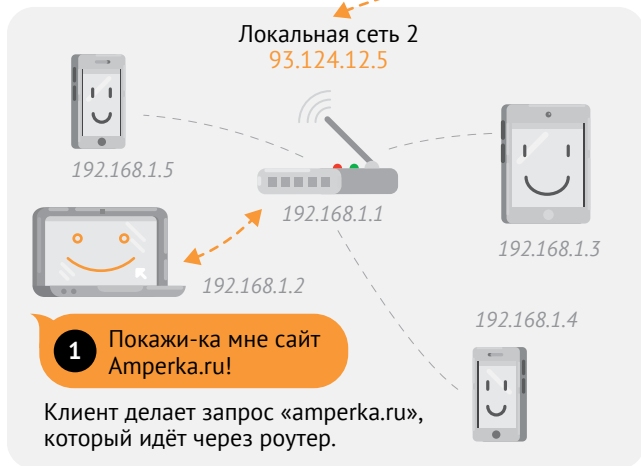 Локальная сеть 2
93.124.12.5
192.168.1.5
192.168.1.1
192.168.1.3
192.168.1.2
192.168.1.4
1
Покажи-ка мне сайт
Amperka.ru!
Клиент делает запрос «amperka.ru»,
который идёт через роутер.